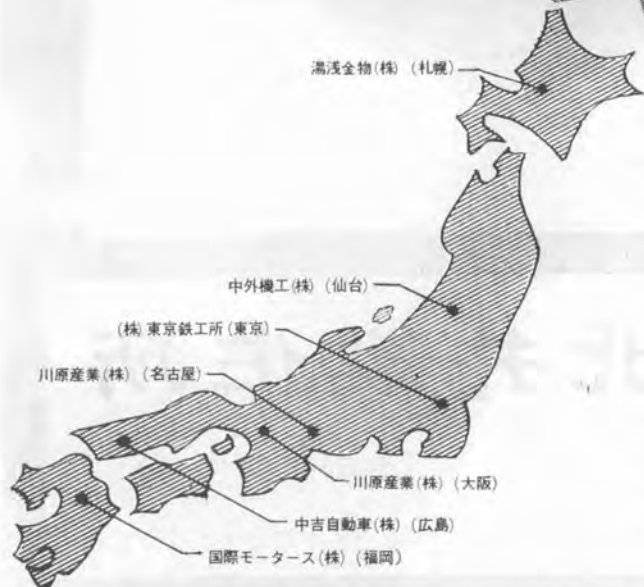 湯浅金物(株) (札幌)
中外機工(株) (仙台)
(株)東京鉄工所(東京)
川原産業(株) (名古屋)
川原産業(株) (大阪)
中吉自動車(株) (広島)
国際モータース(株) (福岡)